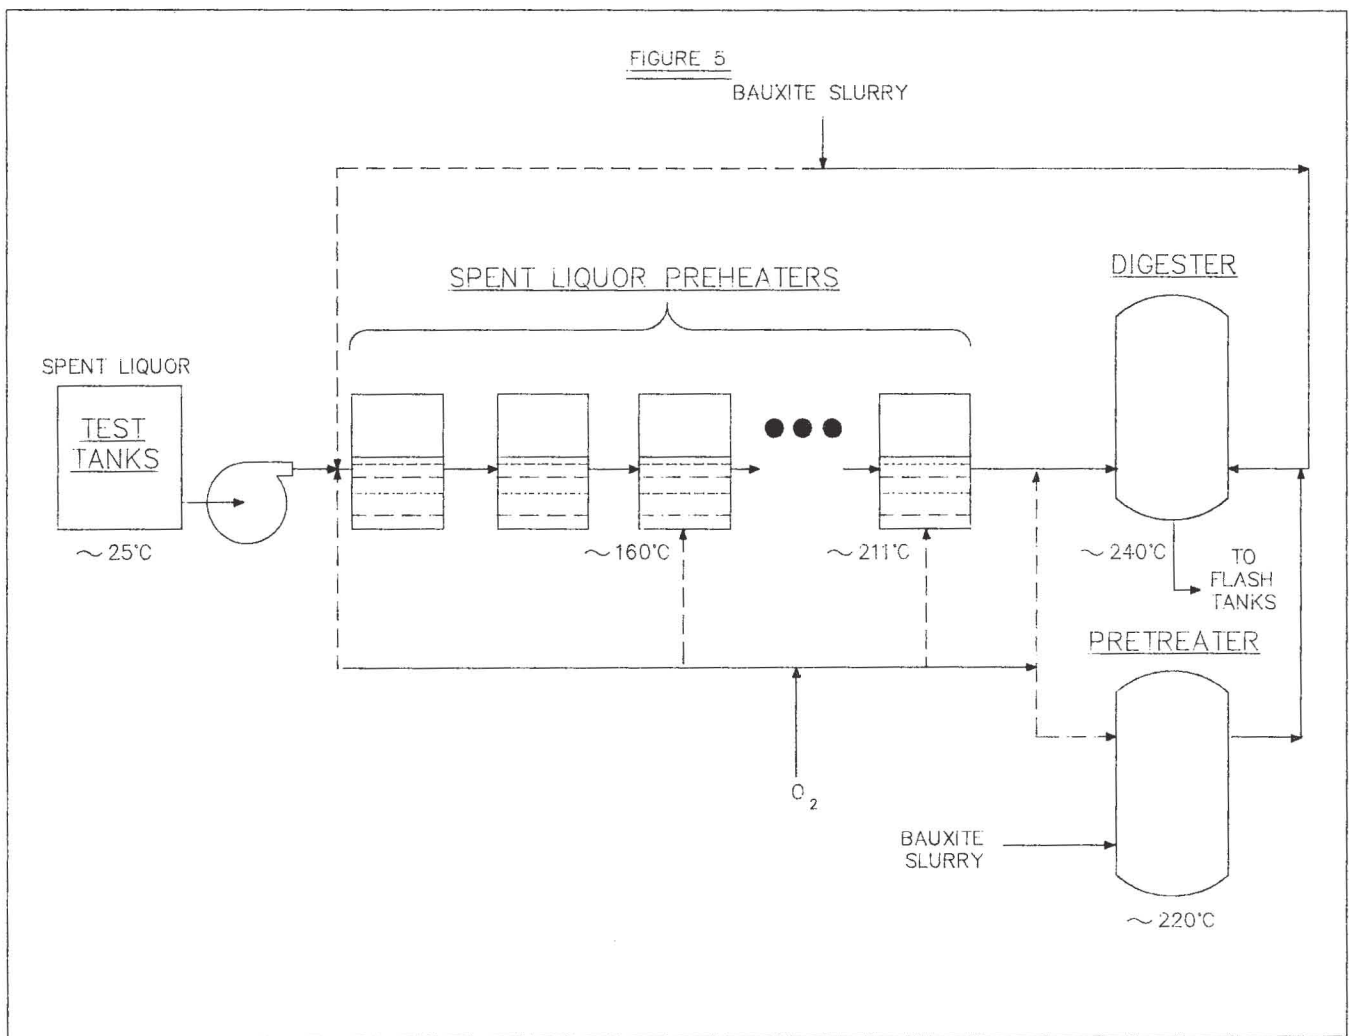 FIGURE 5
BAUXITE SLURRY
SPENT LIQUOR PREHEATERS
DIGESTER
SPENT LIQUOR
TEST
TANKS
~ 25°C
~ 160°C
~ 211°C
~ 240°C
TO
FLASH
TANKS
PRETREATER
O2
BAUXITE
SLURRY
~ 220°C